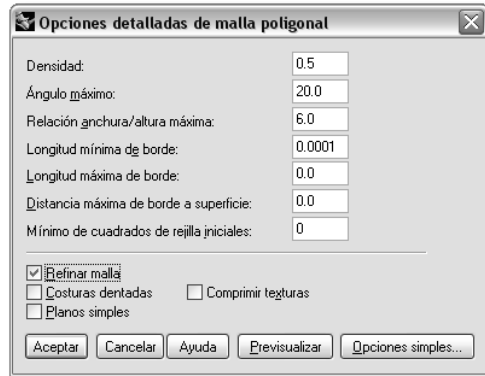 Opciones detalladas de malla poligonal
Densidad: 0.5
Ángulo máximo: 20.0
Relación anchura/altura máxima: 6.0
Longitud mínima de borde: 0.0001
Longitud máxima de borde: 0.0
Distancia máxima de borde a superficie: 0.0
Mínimo de cuadrados de rejilla iniciales: 0
Refinar malla
Costuras dentadas Comprimir texturas
Planos simples
Aceptar Cancelar Ayuda Previsualizar Opciones simples...